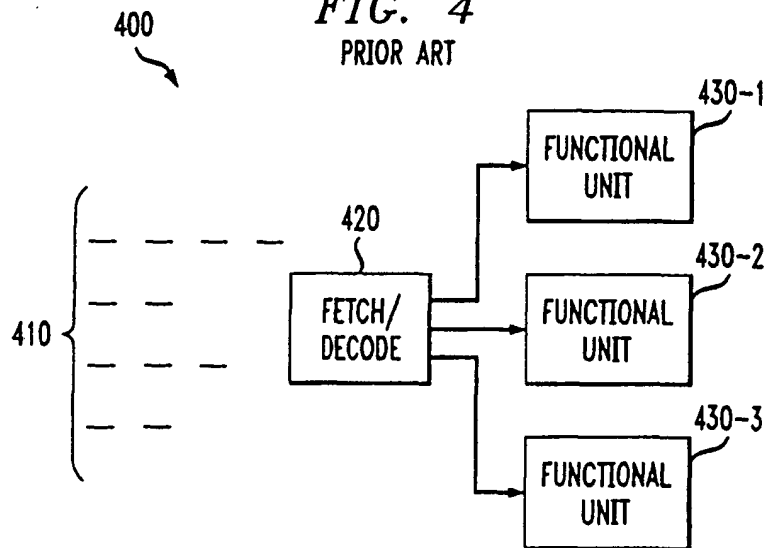 FIG. 4
PRIOR ART
400
430-1
FUNCTIONAL
UNIT
420
430-2
410
FETCH/
DECODE
FUNCTIONAL
UNIT
430-3
FUNCTIONAL
UNIT